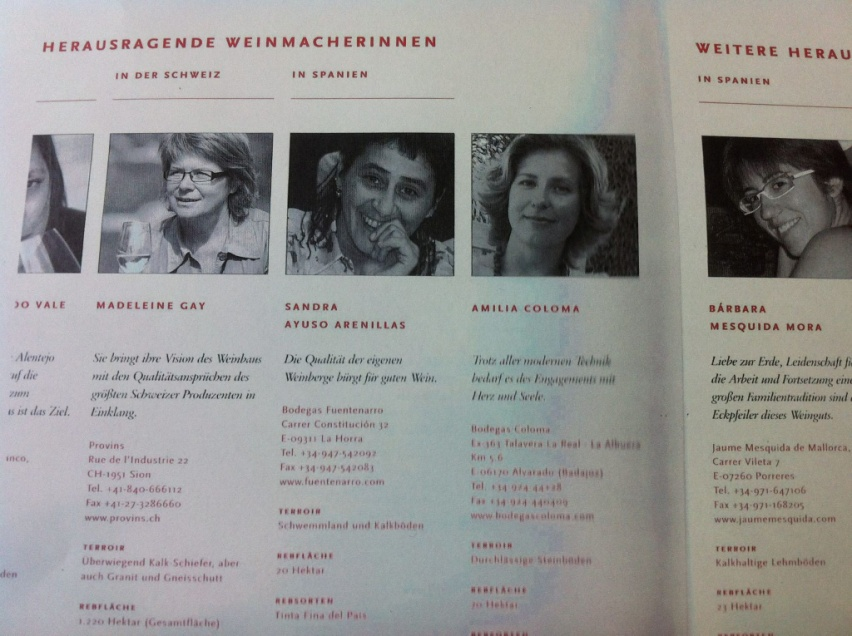 HERAUSRAGENDE WEINMACHERINNEN
WEITERE HERAU
IN DER SCHWEIZ
IN SPANIEN
IN SPANIEN
DO VALE
Alentejo
uf die
zum
s ist das Ziel.
den
MADELEINE GAY
Sie bringt ihre Vision des Weinbaus
mit den Qualitätsansprüchen des
größten Schweizer Produzenten in
Einklang.
Provins
Rue de l'Industrie 22
CH-1951 Sion
Tel. +41-840-666112
Fax +41-27-3286660
www.provins.ch
TERROIR
Überwiegend Kalk-Schiefer, aber
auch Granit und Gneisschutt
REBFLÄCHE
1.220 Hektar (Gesamtfläche)
SANDRA
AYUSO ARENILLAS
Die Qualität der eigenen
Weinberge bürgt für guten Wein.
Bodegas Fuentenarro
Carrer Constitución 32
E-09311 La Horra
Tel. +34-947-542092
Fax +34-947-542083
www.fuentenarro.com
TERROIR
Schwemmland und Kalkböden
REBFLÄCHE
20 Hektar
REBSORTEN
Tinta Fina del País
AMILIA COLOMA
Trotz aller modernen Technik
bedarf es des Engagements mit
Herz und Seele.
Bodegas Coloma
Ex-363 Talavera La Real - La Albuera
Km 5.6
E-06170 Alvarado (Badajoz)
Tel. +34-924-44028
Fax +34-924-440409
www.bodegascoloma.com
TERROIR
Durchlässige Steinböden
REBFLÄCHE
70 Hektar
REBSORTEN
BÁRBARA
MESQUIDA MORA
Liebe zur Erde, Leidenschaft fü
die Arbeit und Fortsetzung eine
großen Familientradition sind d
Eckpfeiler dieses Weinguts.
Jaume Mesquida de Mallorca,
Carrer Vileta 7
E-07260 Porreres
Tel. +34-971-647106
Fax +34-971-168205
www.jaumemesquida.com
TERROIR
Kalkhaltige Lehmböden
REBFLÄCHE
23 Hektar
REBSORTEN